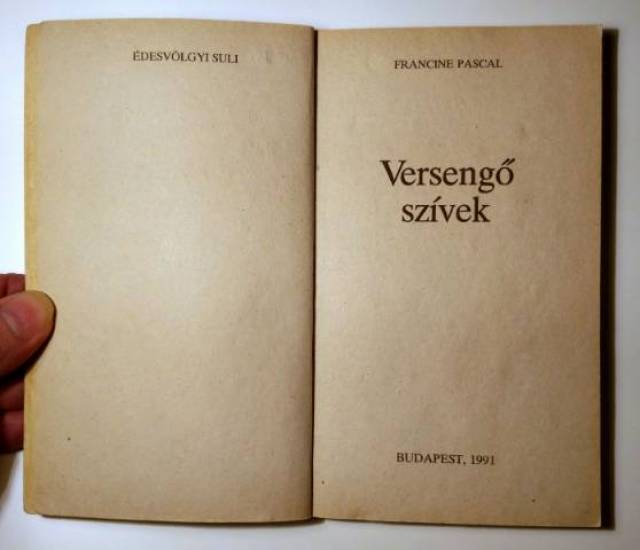 ÉDESVÖLGYI SULI
FRANCINE PASCAL
Versengő
szívek
BUDAPEST, 1991